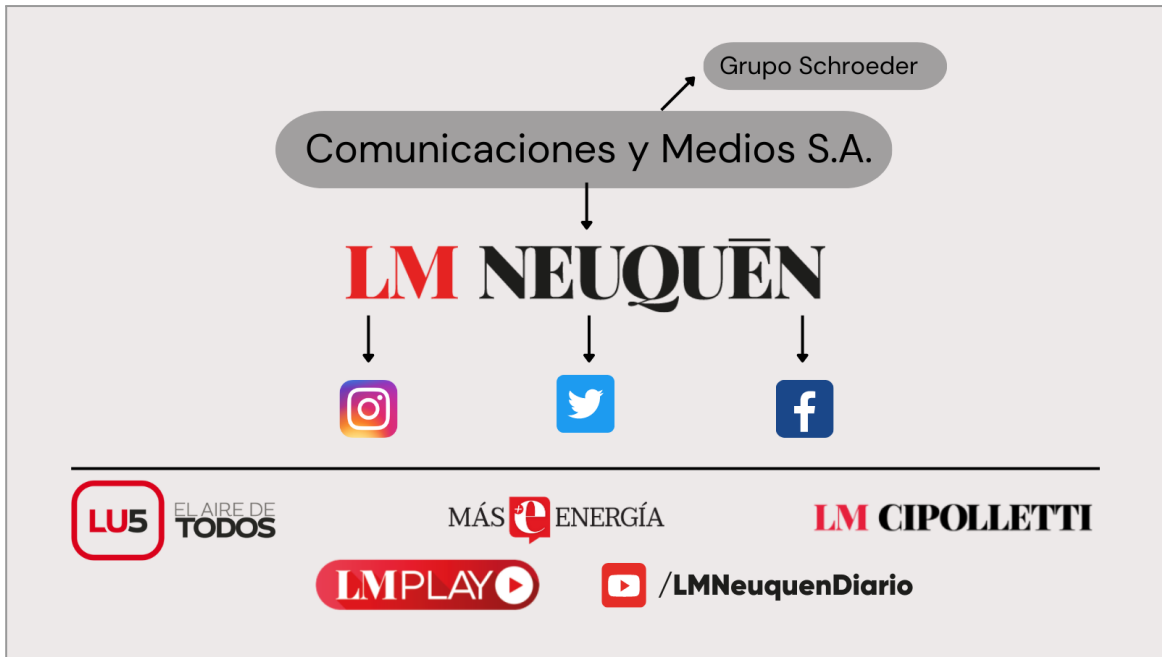 Grupo Schroeder
Comunicaciones y Medios S.A.
LM NEUQUĒN
LU5 EL AIRE DE
TODOS
MÁS +e ENERGÍA
LM CIPOLLETTI
LMPLAY
/LMNeuquenDiario